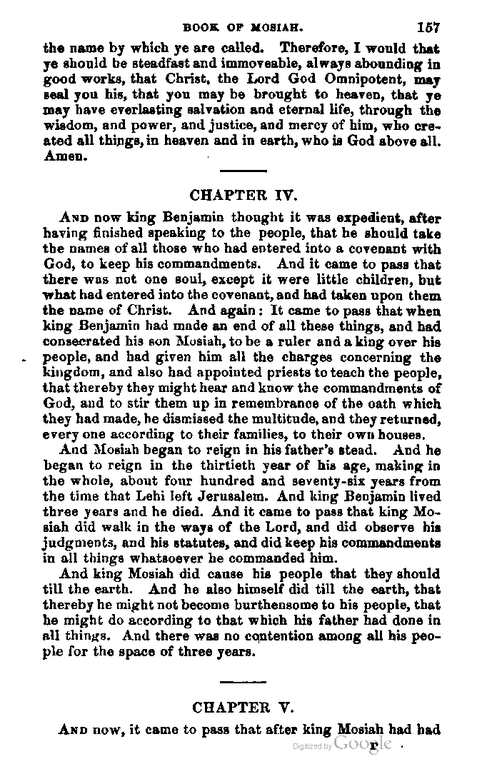 BOOK OF MOSIAH. 157
the name by which ye are called. Therefore, I would that
ye should be steadfast and immoveable, always abounding in
good works, that Christ, the Lord God Omnipotent, may
seal you his, that you may be brought to heaven, that ye
may have everlasting salvation and eternal life, through the
wisdom, and power, and justice, and mercy of him, who cre-
ated all things, in heaven and in earth, who is God above all.
Amen.
CHAPTER IV.
AND now king Benjamin thought it was expedient, after
having finished speaking to the people, that he should take
the names of all those who had entered into a covenant with
God, to keep his commandments. And it came to pass that
there was not one soul, except it were little children, but
what had entered into the covenant, and had taken upon them
the name of Christ. And again: It came to pass that when
king Benjamin had made an end of all these things, and had
consecrated his son Mosiah, to be a ruler and a king over his
people, and had given him all the charges concerning the
kingdom, and also had appointed priests to teach the people,
that thereby they might hear and know the commandments of
God, and to stir them up in remembrance of the oath which
they had made, he dismissed the multitude, and they returned,
every one according to their families, to their own houses.
And Mosiah began to reign in his father's stead. And he
began to reign in the thirtieth year of his age, making in
the whole, about four hundred and seventy-six years from
the time that Lehi left Jerusalem. And king Benjamin lived
three years and he died. And it came to pass that king Mo-
siah did walk in the ways of the Lord, and did observe his
judgments, and his statutes, and did keep his commandments
in all things whatsoever he commanded him.
And king Mosiah did cause his people that they should
till the earth. And he also himself did till the earth, that
thereby he might not become burthensome to his people, that
he might do according to that which his father had done in
all things. And there was no contention among all his peo-
ple for the space of three years.
CHAPTER V.
AND now, it came to pass that after king Mosiah had had
Digitized by Google
P